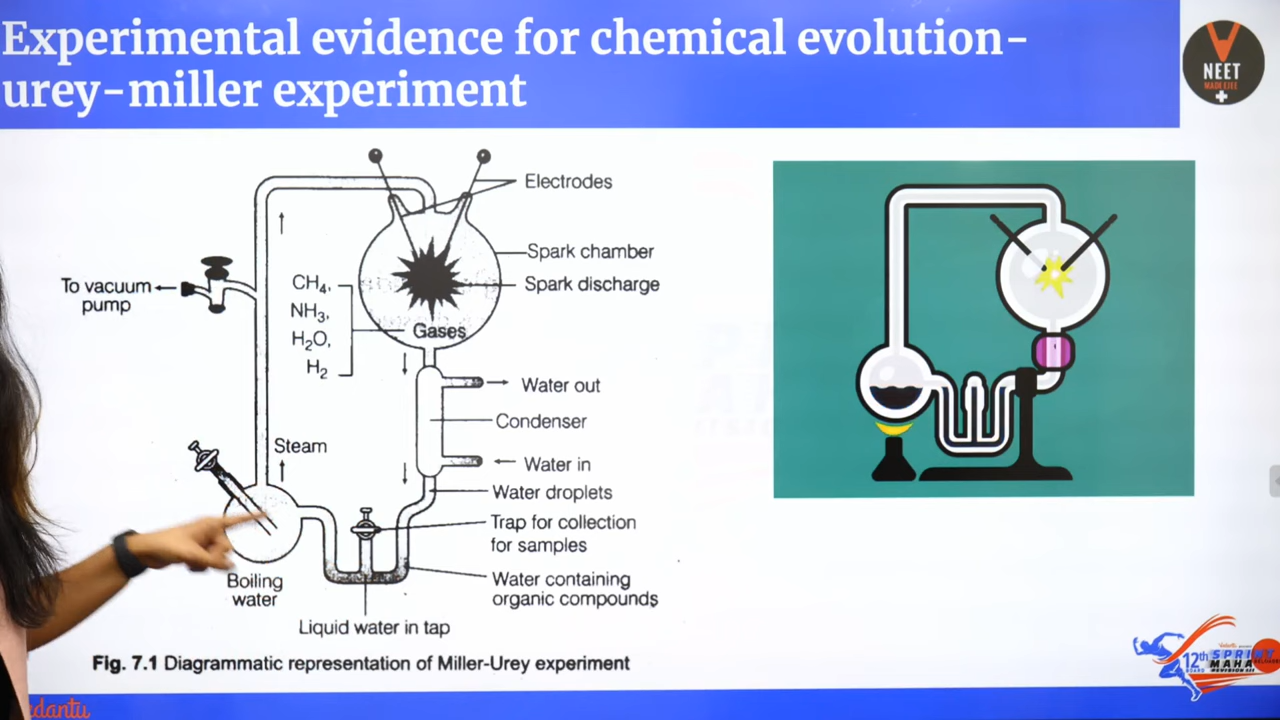 Experimental evidence for chemical evolution-
urey-miller experiment
NEET
MADE EJEE
Electrodes
Spark chamber
Spark discharge
To vacuum
pump
CH₄,
NH₃,
H₂O,
H₂
Gases
Water out
Condenser
Water in
Steam
Water droplets
Trap for collection
for samples
Water containing
organic compounds
Boiling
water
Liquid water in tap
Fig. 7.1 Diagrammatic representation of Miller-Urey experiment
12th SPRINT
BOARD MAHA